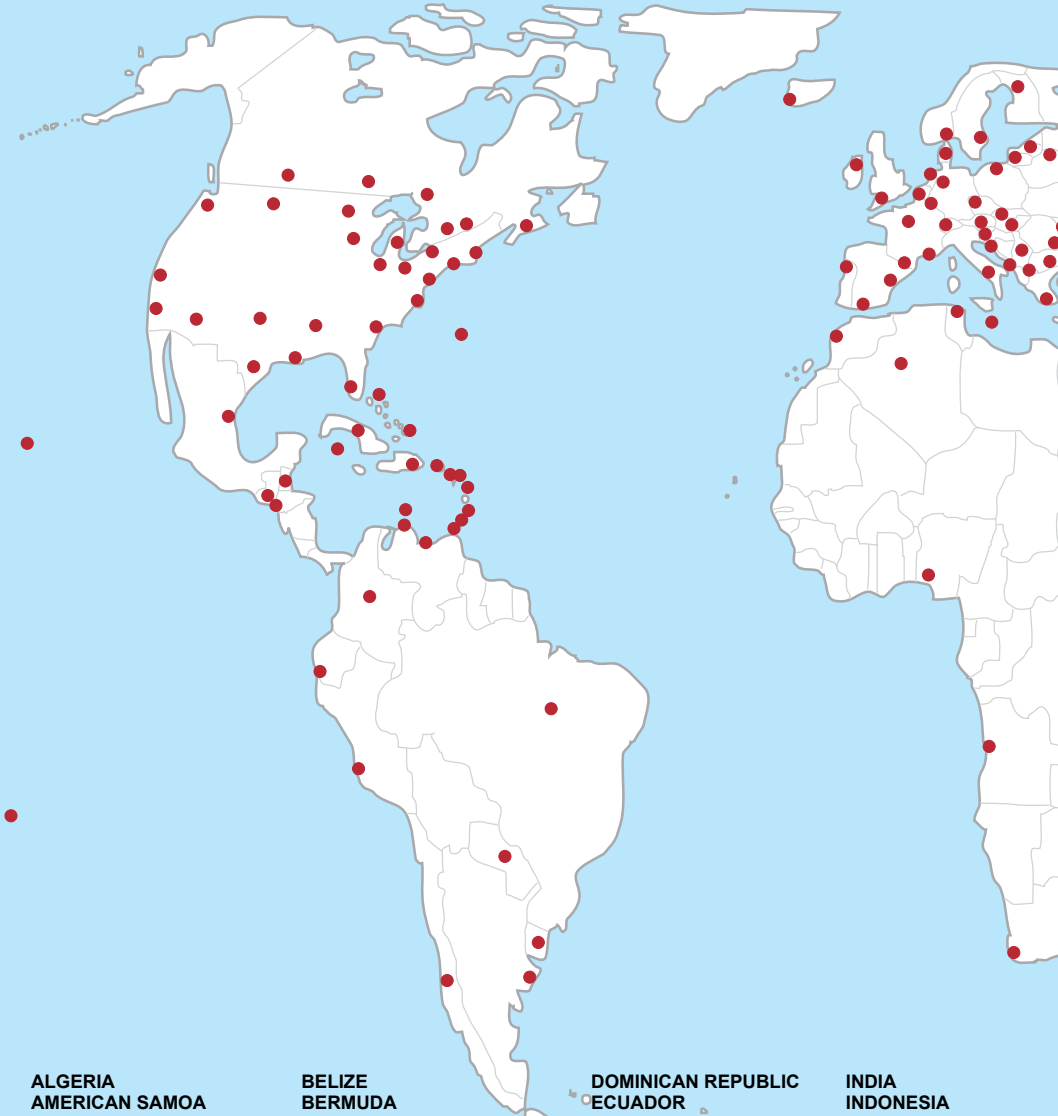 ALGERIA
AMERICAN SAMOA
BELIZE
BERMUDA
DOMINICAN REPUBLIC
ECUADOR
INDIA
INDONESIA